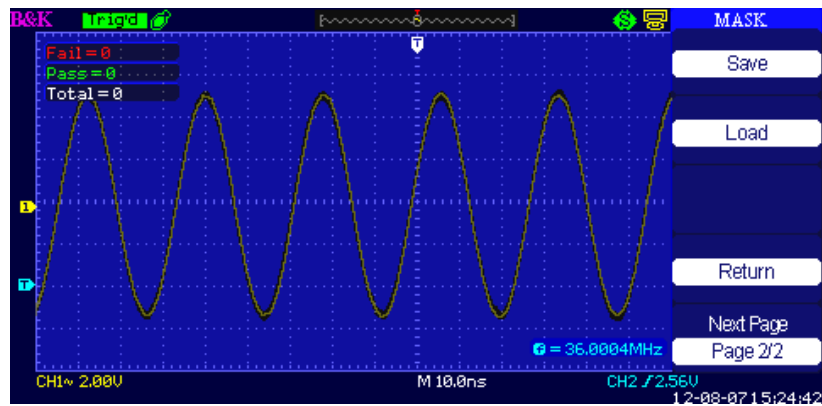 B&K Trig'd S MASK
Fail=0
Pass=0
Total=0
T
Save
Load
1
T
Return
Next Page
f = 36.0004MHz
Page 2/2
CH1~ 2.00V M 10.0ns CH2 2.56V
12-08-07 15:24:42